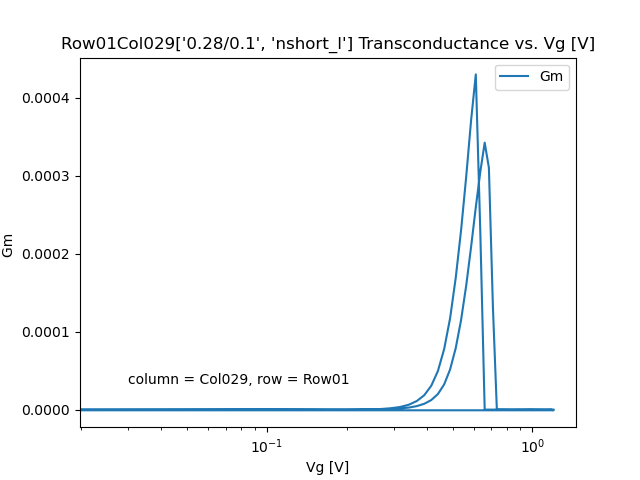 Row01Col029['0.28/0.1', 'nshort_l'] Transconductance vs. Vg [V]
Gm
0.0004
0.0003
0.0002
0.0001
0.0000
Gm
column = Col029, row = Row01
10⁻¹
10⁰
Vg [V]